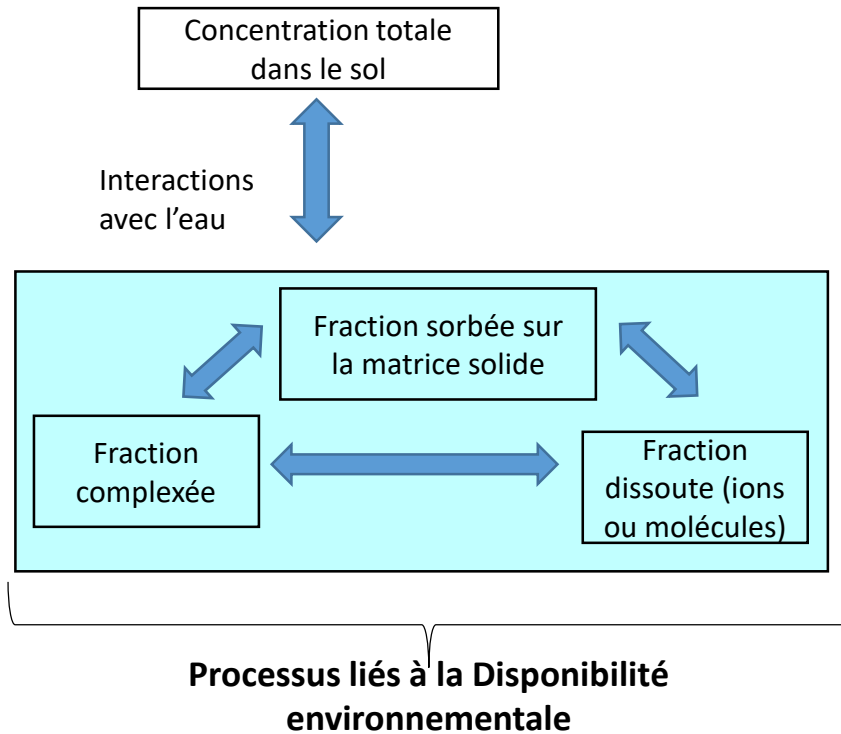 Concentration totale
dans le sol
Interactions
avec l'eau
Fraction sorbée sur
la matrice solide
Fraction
complexée
Fraction
dissoute (ions
ou molécules)
Processus liés à la Disponibilité
environnementale